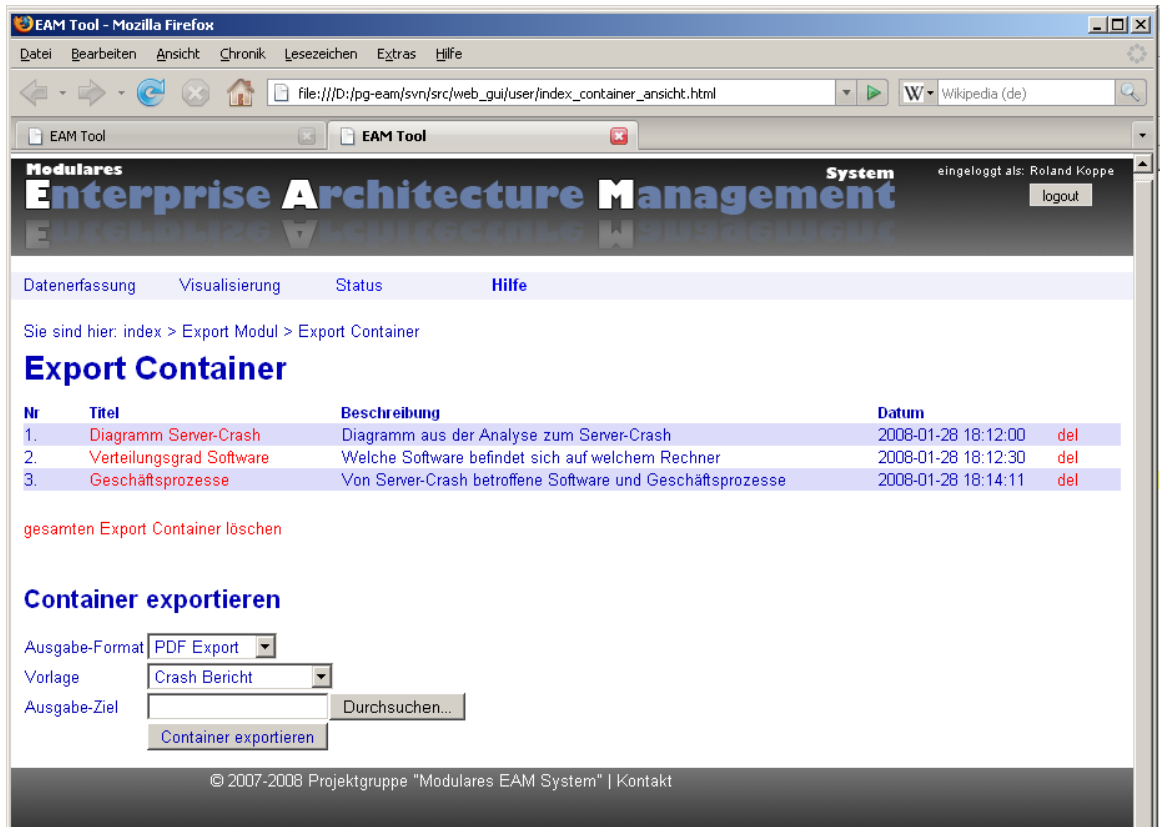 EAM Tool - Mozilla Firefox
Datei Bearbeiten Ansicht Chronik Lesezeichen Extras Hilfe
file:///D:/pg-eam/svn/src/web_gui/user/index_container_ansicht.html W Wikipedia (de)
EAM Tool EAM Tool
Modulares System eingeloggt als: Roland Koppe
Enterprise Architecture Management logout
Datenerfassung Visualisierung Status Hilfe
Sie sind hier: index > Export Modul > Export Container
Export Container
Nr Titel Beschreibung Datum
1. Diagramm Server-Crash Diagramm aus der Analyse zum Server-Crash 2008-01-28 18:12:00 del
2. Verteilungsgrad Software Welche Software befindet sich auf welchem Rechner 2008-01-28 18:12:30 del
3. Geschäftsprozesse Von Server-Crash betroffene Software und Geschäftsprozesse 2008-01-28 18:14:11 del
gesamten Export Container löschen
Container exportieren
Ausgabe-Format PDF Export
Vorlage Crash Bericht
Ausgabe-Ziel Durchsuchen...
Container exportieren
© 2007-2008 Projektgruppe "Modulares EAM System" | Kontakt